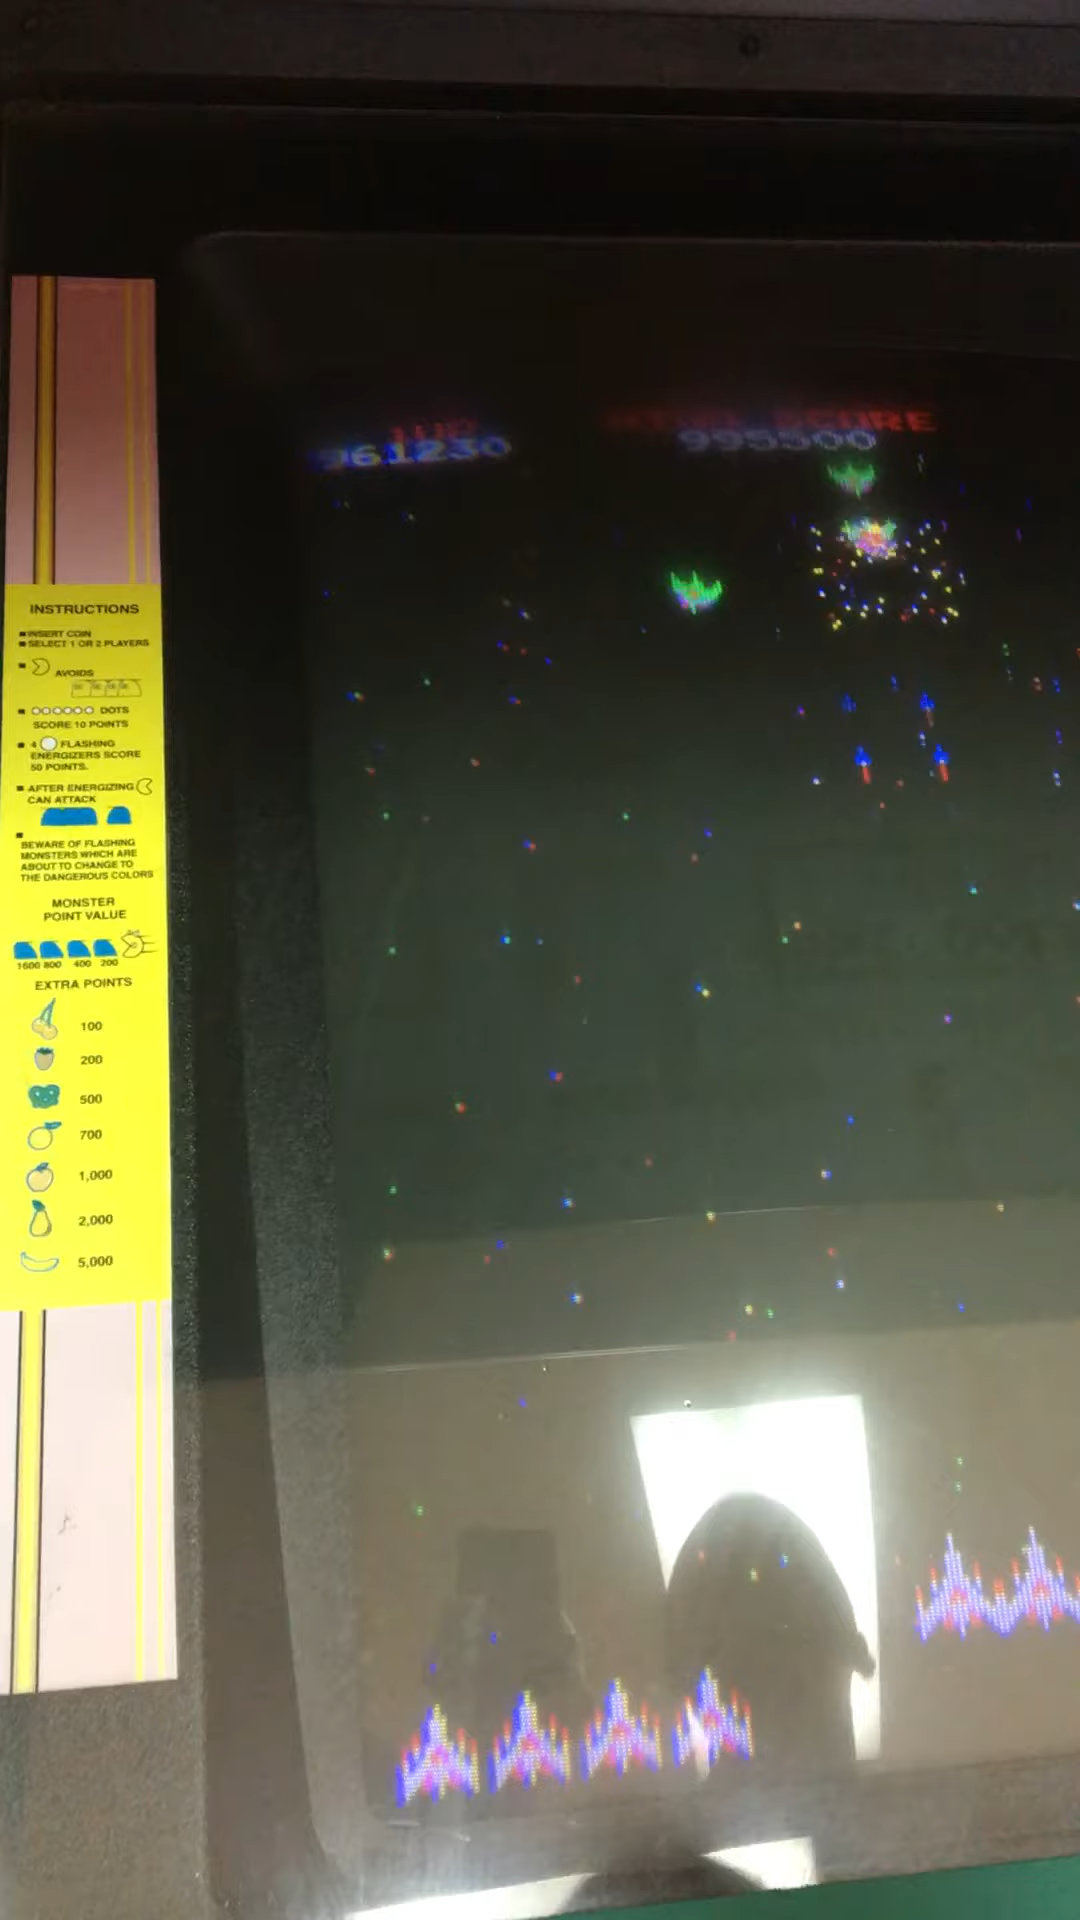 1UP
961230
SCORE
995500
INSTRUCTIONS
INSERT COIN
SELECT 1 OR 2 PLAYERS
AVOIDS
DOTS
SCORE 10 POINTS
4 FLASHING
ENERGIZERS SCORE
50 POINTS.
AFTER ENERGIZING
CAN ATTACK
BEWARE OF FLASHING
MONSTERS WHICH ARE
ABOUT TO CHANGE TO
THE DANGEROUS COLORS
MONSTER
POINT VALUE
1600 800 400 200
EXTRA POINTS
100
200
500
700
1,000
2,000
5,000